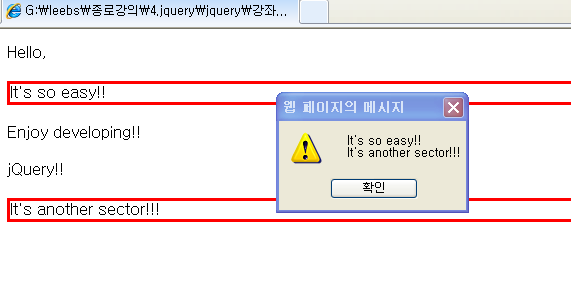 G:\leebs\종로강의\4.jquery\jquery\강좌...
Hello,
It's so easy!!
Enjoy developing!!
jQuery!!
It's another sector!!!
웹 페이지의 메시지
It's so easy!!
It's another sector!!!
확인